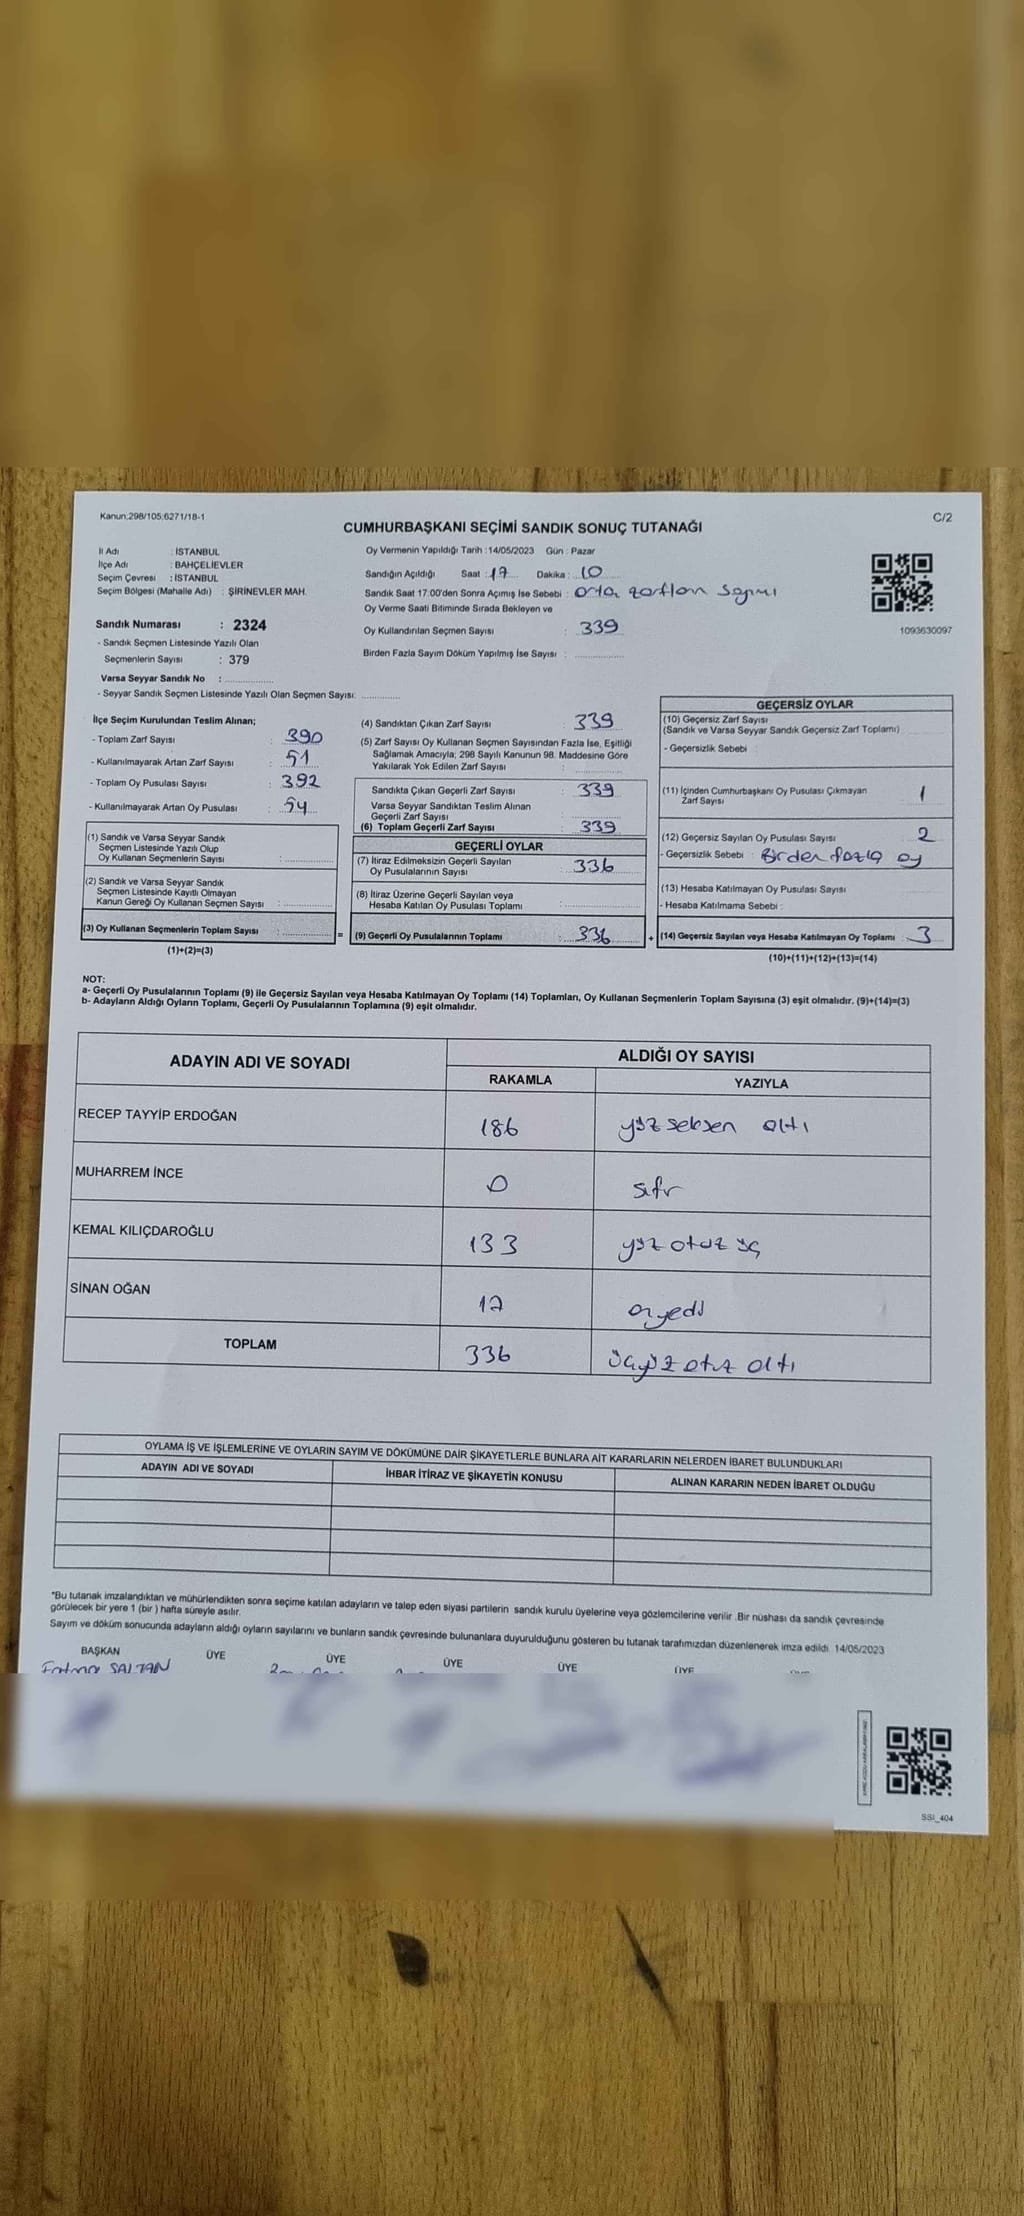 Kanun:298/105;6271/18-1
C/2
CUMHURBAŞKANI SEÇİMİ SANDIK SONUÇ TUTANAĞI
İl Adı : İSTANBUL
İlçe Adı : BAHÇELİEVLER
Seçim Çevresi : İSTANBUL
Seçim Bölgesi (Mahalle Adı) : ŞİRİNEVLER MAH.
Oy Vermenin Yapıldığı Tarih :14/05/2023 Gün : Pazar
Sandığın Açıldığı Saat : 17 Dakika : 10
Sandık Saat 17:00'den Sonra Açımış İse Sebebi : orta zarfların sayımı
Oy Verme Saati Bitiminde Sırada Bekleyen ve
Oy Kullandırılan Seçmen Sayısı : 339
Birden Fazla Sayım Döküm Yapılmış İse Sayısı :
1093630097
Sandık Numarası : 2324
- Sandık Seçmen Listesinde Yazılı Olan
Seçmenlerin Sayısı : 379
Varsa Seyyar Sandık No :
- Seyyar Sandık Seçmen Listesinde Yazılı Olan Seçmen Sayısı:
İlçe Seçim Kurulundan Teslim Alınan;
- Toplam Zarf Sayısı : 390
- Kullanılmayarak Artan Zarf Sayısı : 51
- Toplam Oy Pusulası Sayısı : 392
- Kullanılmayarak Artan Oy Pusulası : 54
(1) Sandık ve Varsa Seyyar Sandık
Seçmen Listesinde Yazılı Olup
Oy Kullanan Seçmenlerin Sayısı :
(2) Sandık ve Varsa Seyyar Sandık
Seçmen Listesinde Kayıtlı Olmayan
Kanun Gereği Oy Kullanan Seçmen Sayısı :
(3) Oy Kullanan Seçmenlerin Toplam Sayısı :
(1)+(2)=(3)
(4) Sandıktan Çıkan Zarf Sayısı : 339
(5) Zarf Sayısı Oy Kullanan Seçmen Sayısından Fazla İse, Eşitliği
Sağlamak Amacıyla; 298 Sayılı Kanunun 98. Maddesine Göre
Yakılarak Yok Edilen Zarf Sayısı :
Sandıkta Çıkan Geçerli Zarf Sayısı : 339
Varsa Seyyar Sandıktan Teslim Alınan
Geçerli Zarf Sayısı :
(6) Toplam Geçerli Zarf Sayısı : 339
GEÇERLİ OYLAR
(7) İtiraz Edilmeksizin Geçerli Sayılan
Oy Pusulalarının Sayısı : 336
(8) İtiraz Üzerine Geçerli Sayılan veya
Hesaba Katılan Oy Pusulası Toplamı :
= (9) Geçerli Oy Pusulalarının Toplamı : 336
GEÇERSİZ OYLAR
(10) Geçersiz Zarf Sayısı
(Sandık ve Varsa Seyyar Sandık Geçersiz Zarf Toplamı)
- Geçersizlik Sebebi :
(11) İçinden Cumhurbaşkanı Oy Pusulası Çıkmayan
Zarf Sayısı : 1
(12) Geçersiz Sayılan Oy Pusulası Sayısı : 2
- Geçersizlik Sebebi : Birden fazla oy
(13) Hesaba Katılmayan Oy Pusulası Sayısı
- Hesaba Katılmama Sebebi :
+ (14) Geçersiz Sayılan veya Hesaba Katılmayan Oy Toplamı : 3
(10)+(11)+(12)+(13)=(14)
NOT:
a- Geçerli Oy Pusulalarının Toplamı (9) ile Geçersiz Sayılan veya Hesaba Katılmayan Oy Toplamı (14) Toplamları, Oy Kullanan Seçmenlerin Toplam Sayısına (3) eşit olmalıdır. (9)+(14)=(3)
b- Adayların Aldığı Oyların Toplamı, Geçerli Oy Pusulalarının Toplamına (9) eşit olmalıdır.
ADAYIN ADI VE SOYADI
ALDIĞI OY SAYISI
RAKAMLA YAZIYLA
RECEP TAYYİP ERDOĞAN 186 yüz seksen altı
MUHARREM İNCE 0 sıfır
KEMAL KILIÇDAROĞLU 133 yüz otuz üç
SİNAN OĞAN 17 onyedi
TOPLAM 336 üçyüz otuz altı
OYLAMA İŞ VE İŞLEMLERİNE VE OYLARIN SAYIM VE DÖKÜMÜNE DAİR ŞİKAYETLERLE BUNLARA AİT KARARLARIN NELERDEN İBARET BULUNDUKLARI
ADAYIN ADI VE SOYADI İHBAR İTİRAZ VE ŞİKAYETİN KONUSU ALINAN KARARIN NEDEN İBARET OLDUĞU
*Bu tutanak imzalandıktan ve mühürlendikten sonra seçime katılan adayların ve talep eden siyasi partilerin sandık kurulu üyelerine veya gözlemcilerine verilir .Bir nüshası da sandık çevresinde
görülecek bir yere 1 (bir ) hafta süreyle asılır.
Sayım ve döküm sonucunda adayların aldığı oyların sayılarını ve bunların sandık çevresinde bulunanlara duyurulduğunu gösteren bu tutanak tarafımızdan düzenlenerek imza edildi. 14/05/2023
BAŞKAN ÜYE ÜYE ÜYE ÜYE ÜYE
Fatma SALTAN
SSI_404